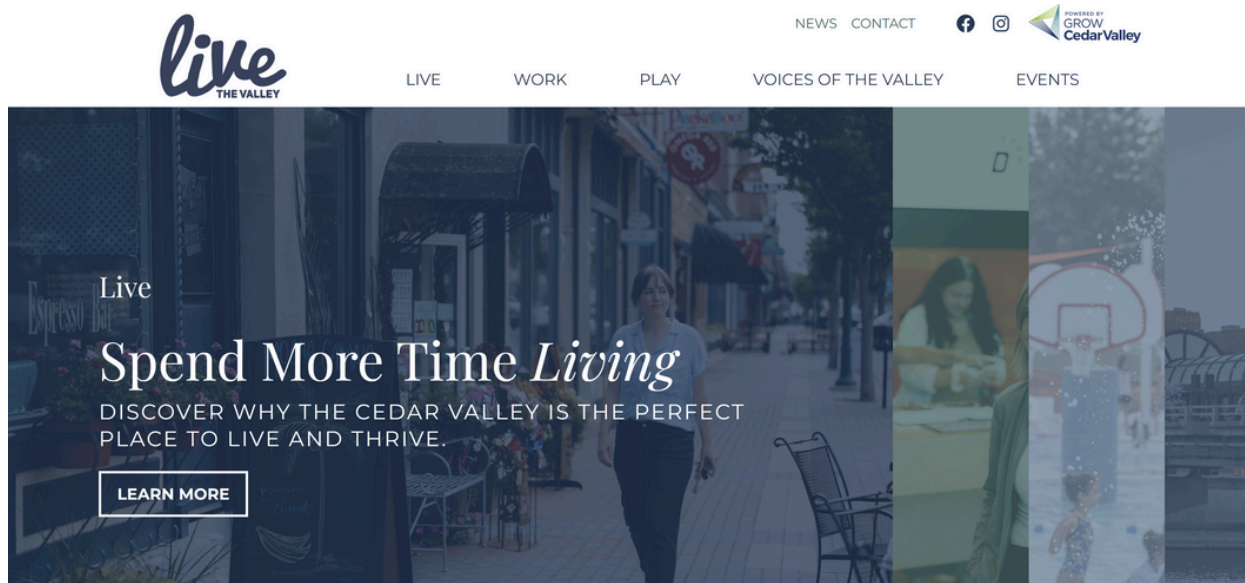 live
THE VALLEY
NEWS CONTACT
POWERED BY
GROW
CedarValley
LIVE WORK PLAY VOICES OF THE VALLEY EVENTS
Espresso Bar
Live
Spend More Time Living
DISCOVER WHY THE CEDAR VALLEY IS THE PERFECT
PLACE TO LIVE AND THRIVE.
LEARN MORE